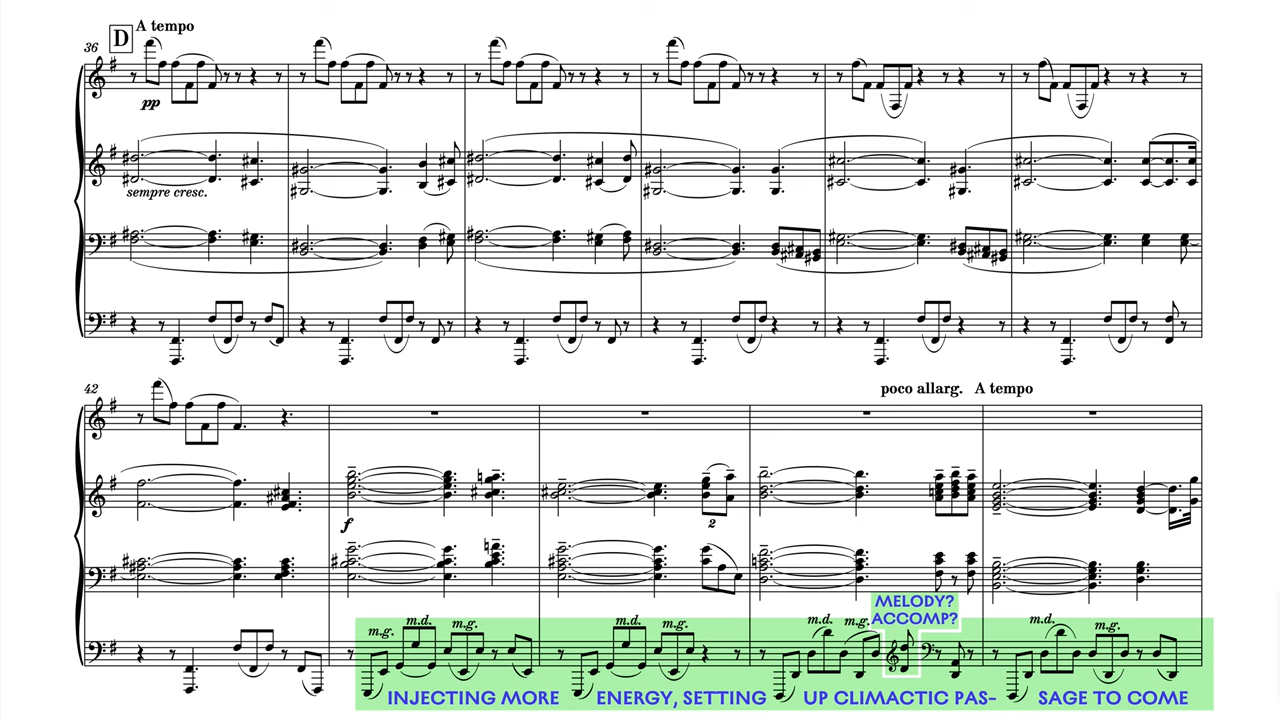 36 D A tempo
pp
sempre cresc.
42 poco allarg. A tempo
f
2
MELODY?
ACCOMP?
m.g. m.d. m.g. m.g. m.d. m.g. m.d. m.g. m.d. m.g.
INJECTING MORE ENERGY, SETTING UP CLIMACTIC PAS- SAGE TO COME